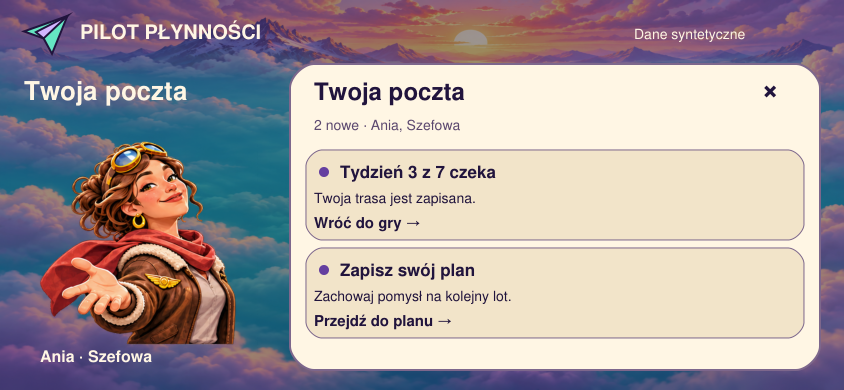 PILOT PŁYNNOŚCI
Dane syntetyczne
Twoja poczta
Ania · Szefowa
Twoja poczta
2 nowe · Ania, Szefowa
Tydzień 3 z 7 czeka
Twoja trasa jest zapisana.
Wróć do gry →
Zapisz swój plan
Zachowaj pomysł na kolejny lot.
Przejdź do planu →